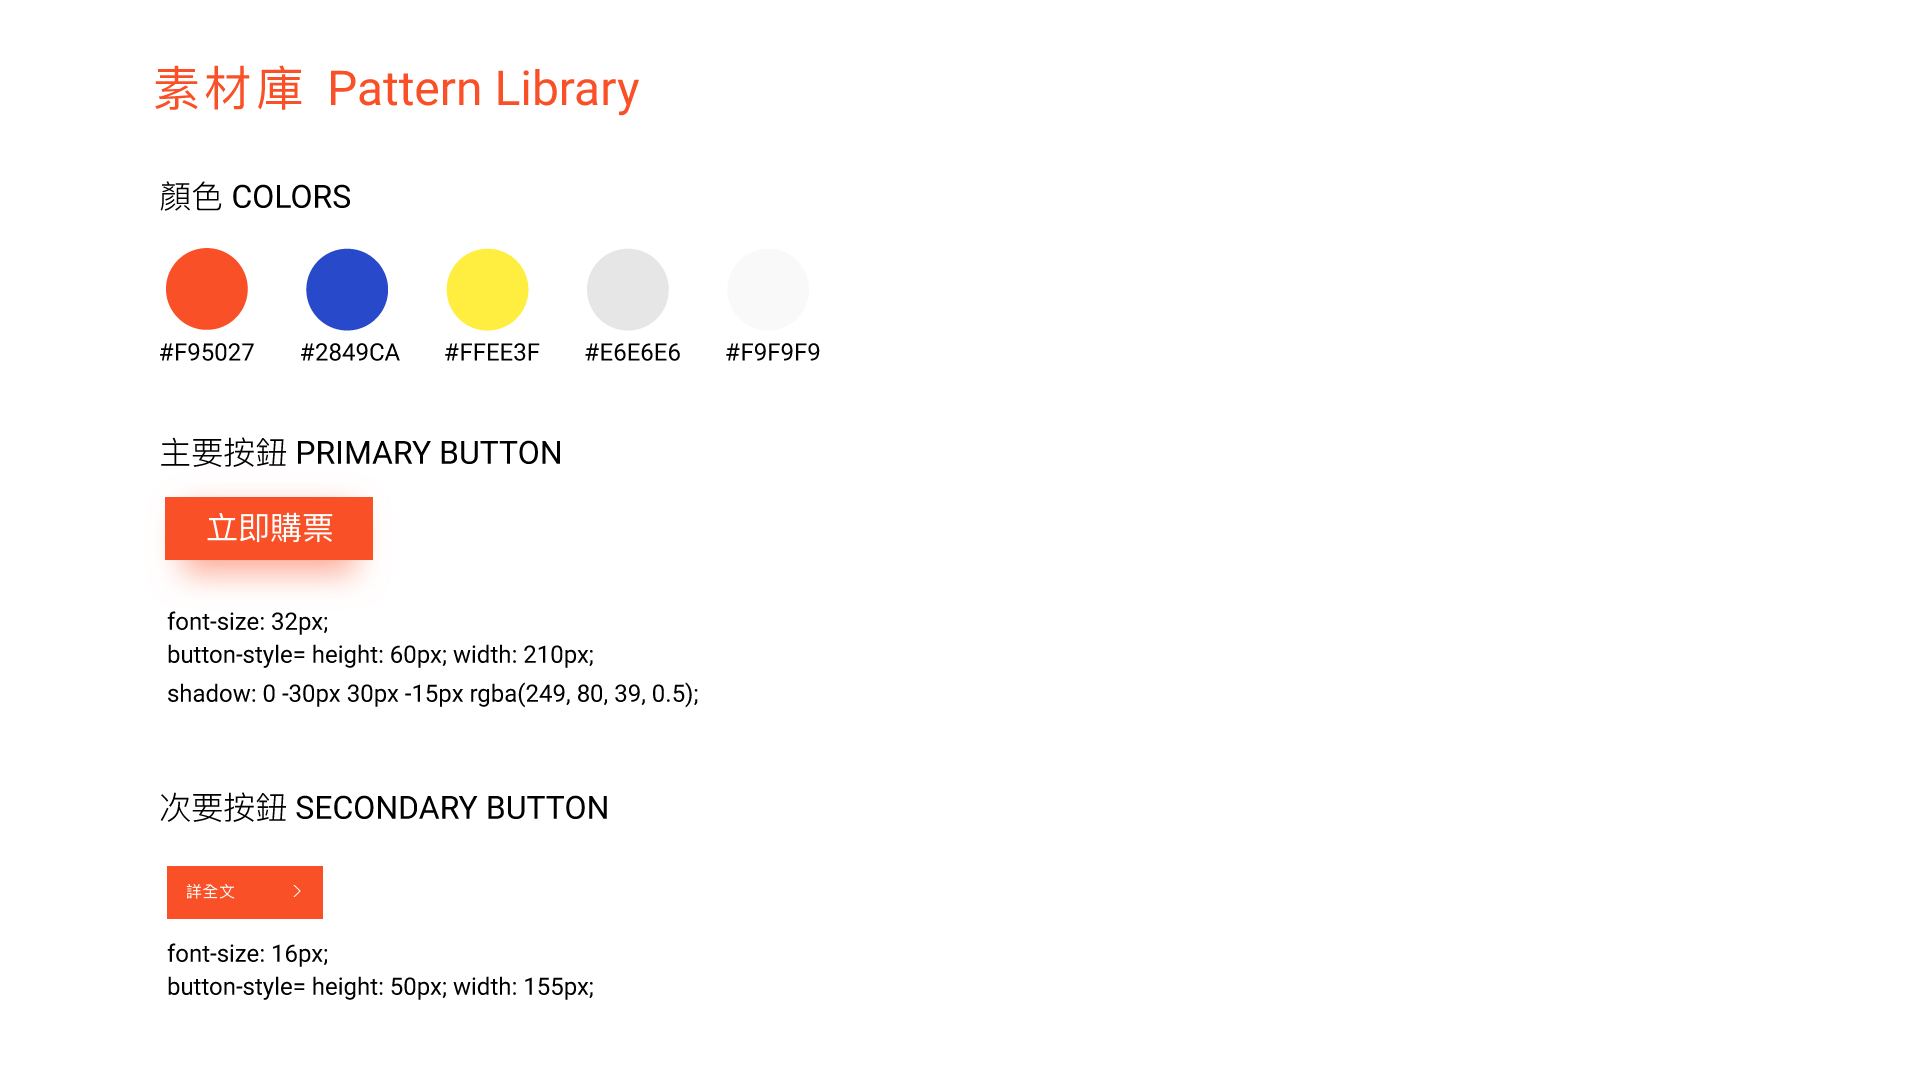 素材庫 Pattern Library
顏色 COLORS
#F95027 #2849CA #FFEE3F #E6E6E6 #F9F9F9
主要按鈕 PRIMARY BUTTON
立即購票
font-size: 32px;
button-style= height: 60px; width: 210px;
shadow: 0 -30px 30px -15px rgba(249, 80, 39, 0.5);
次要按鈕 SECONDARY BUTTON
詳全文
font-size: 16px;
button-style= height: 50px; width: 155px;